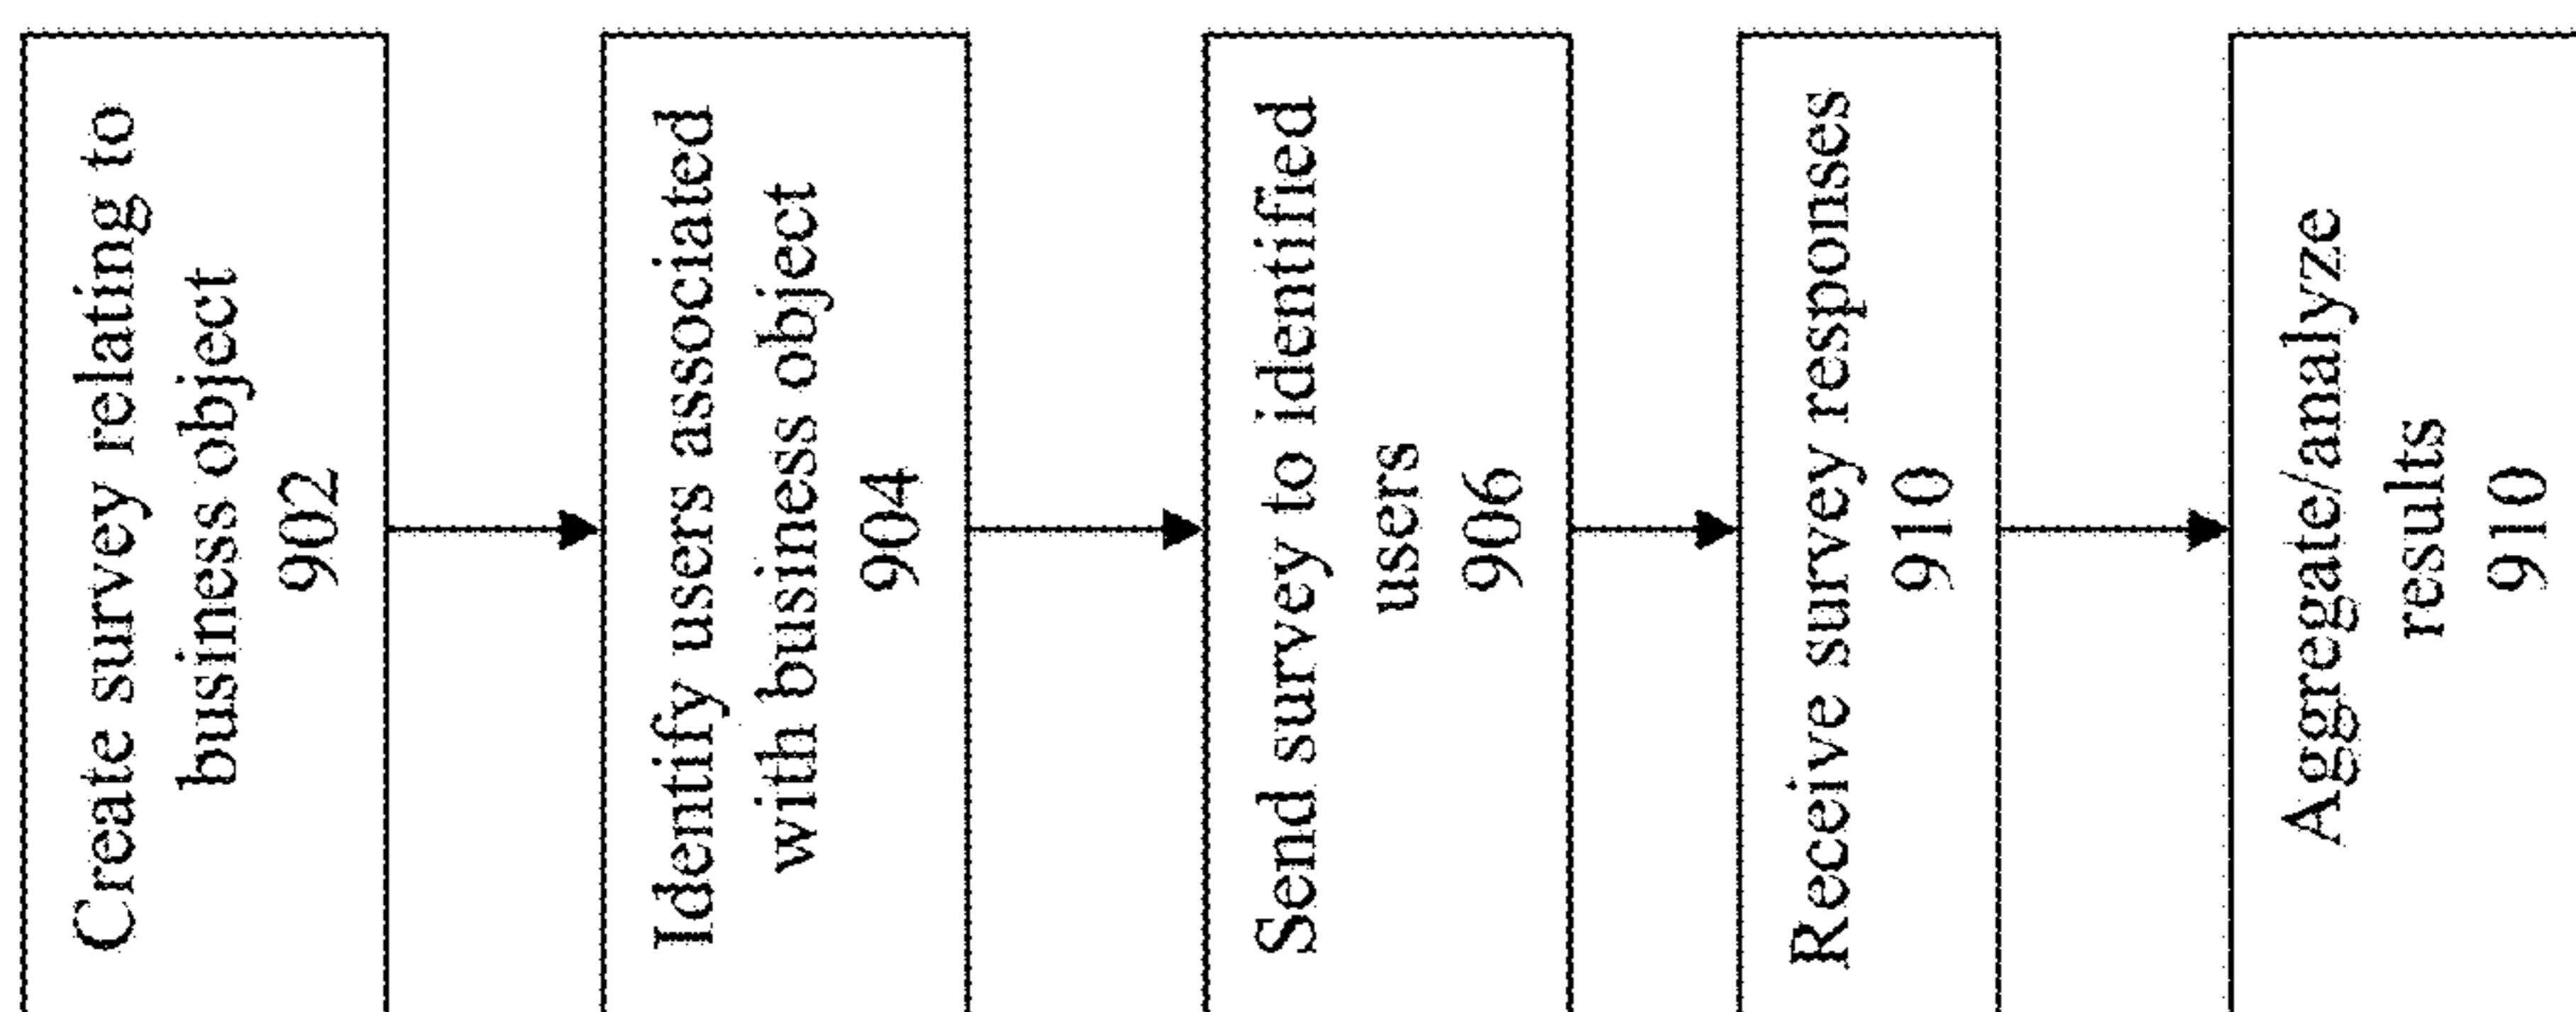 Create survey relating to
business object
902
Identify users associated
with business object
904
Send survey to identified
users
906
Receive survey responses
910
Aggregate/analyze
results
910